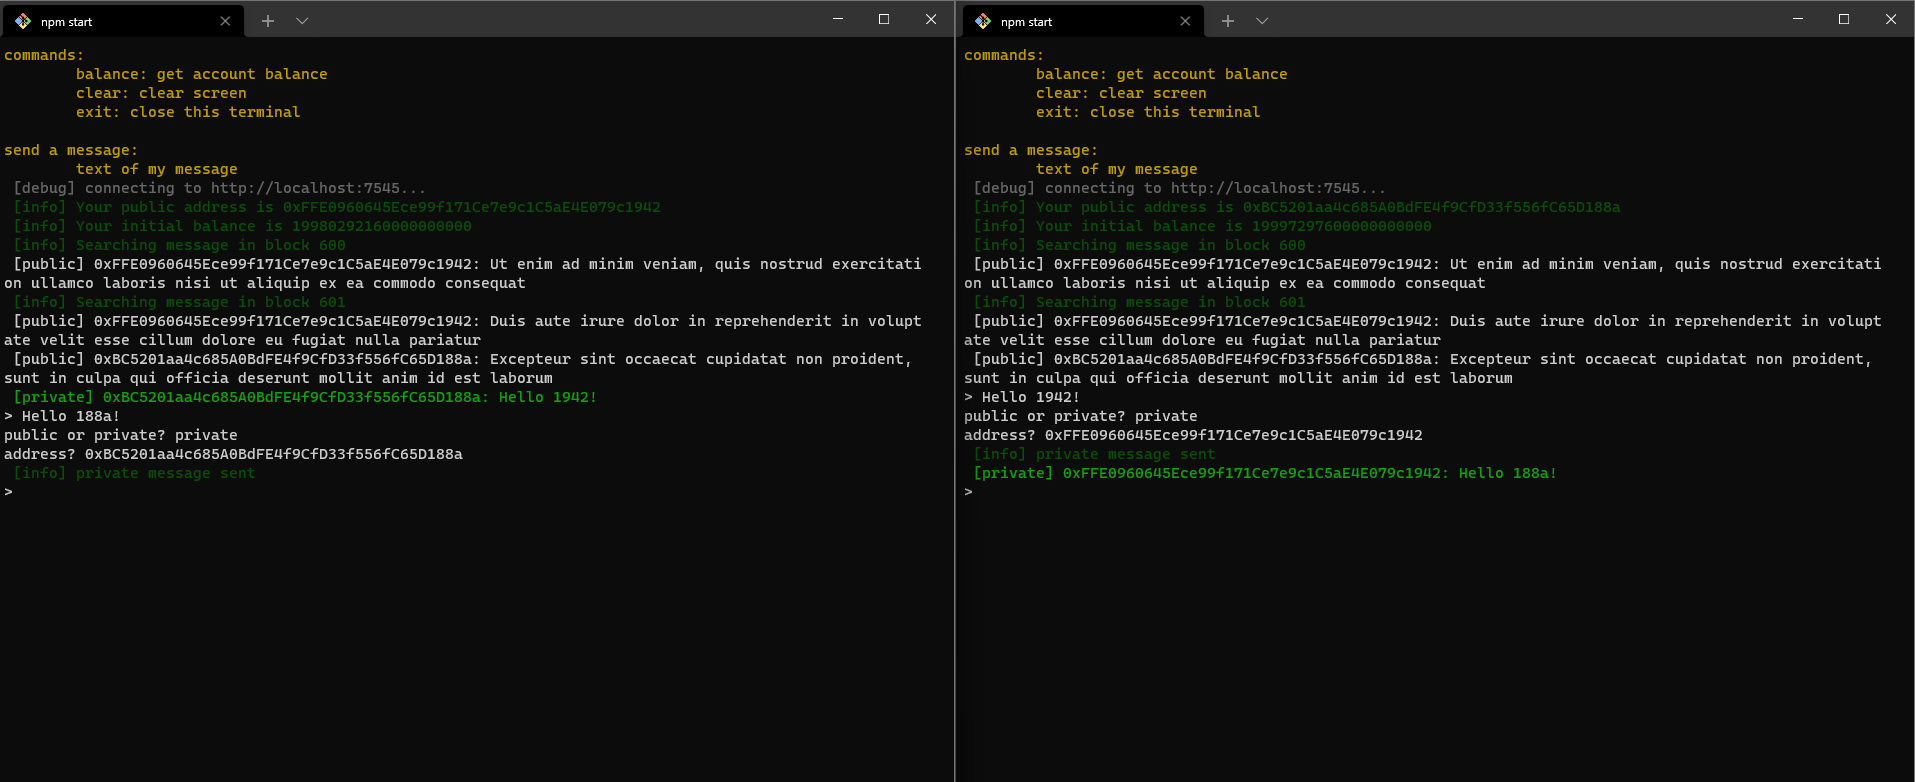 npm start
commands:
balance: get account balance
clear: clear screen
exit: close this terminal
send a message:
text of my message
[debug] connecting to http://localhost:7545...
[info] Your public address is 0xFFE0960645Ece99f171Ce7e9c1C5aE4E079c1942
[info] Your initial balance is 19980292160000000000
[info] Searching message in block 600
[public] 0xFFE0960645Ece99f171Ce7e9c1C5aE4E079c1942: Ut enim ad minim veniam, quis nostrud exercitati
on ullamco laboris nisi ut aliquip ex ea commodo consequat
[info] Searching message in block 601
[public] 0xFFE0960645Ece99f171Ce7e9c1C5aE4E079c1942: Duis aute irure dolor in reprehenderit in volupt
ate velit esse cillum dolore eu fugiat nulla pariatur
[public] 0xBC5201aa4c685A0BdFE4f9CfD33f556fC65D188a: Excepteur sint occaecat cupidatat non proident,
sunt in culpa qui officia deserunt mollit anim id est laborum
[private] 0xBC5201aa4c685A0BdFE4f9CfD33f556fC65D188a: Hello 1942!
> Hello 188a!
public or private? private
address? 0xBC5201aa4c685A0BdFE4f9CfD33f556fC65D188a
[info] private message sent
>
npm start
commands:
balance: get account balance
clear: clear screen
exit: close this terminal
send a message:
text of my message
[debug] connecting to http://localhost:7545...
[info] Your public address is 0xBC5201aa4c685A0BdFE4f9CfD33f556fC65D188a
[info] Your initial balance is 19997297600000000000
[info] Searching message in block 600
[public] 0xFFE0960645Ece99f171Ce7e9c1C5aE4E079c1942: Ut enim ad minim veniam, quis nostrud exercitati
on ullamco laboris nisi ut aliquip ex ea commodo consequat
[info] Searching message in block 601
[public] 0xFFE0960645Ece99f171Ce7e9c1C5aE4E079c1942: Duis aute irure dolor in reprehenderit in volupt
ate velit esse cillum dolore eu fugiat nulla pariatur
[public] 0xBC5201aa4c685A0BdFE4f9CfD33f556fC65D188a: Excepteur sint occaecat cupidatat non proident,
sunt in culpa qui officia deserunt mollit anim id est laborum
> Hello 1942!
public or private? private
address? 0xFFE0960645Ece99f171Ce7e9c1C5aE4E079c1942
[info] private message sent
[private] 0xFFE0960645Ece99f171Ce7e9c1C5aE4E079c1942: Hello 188a!
>